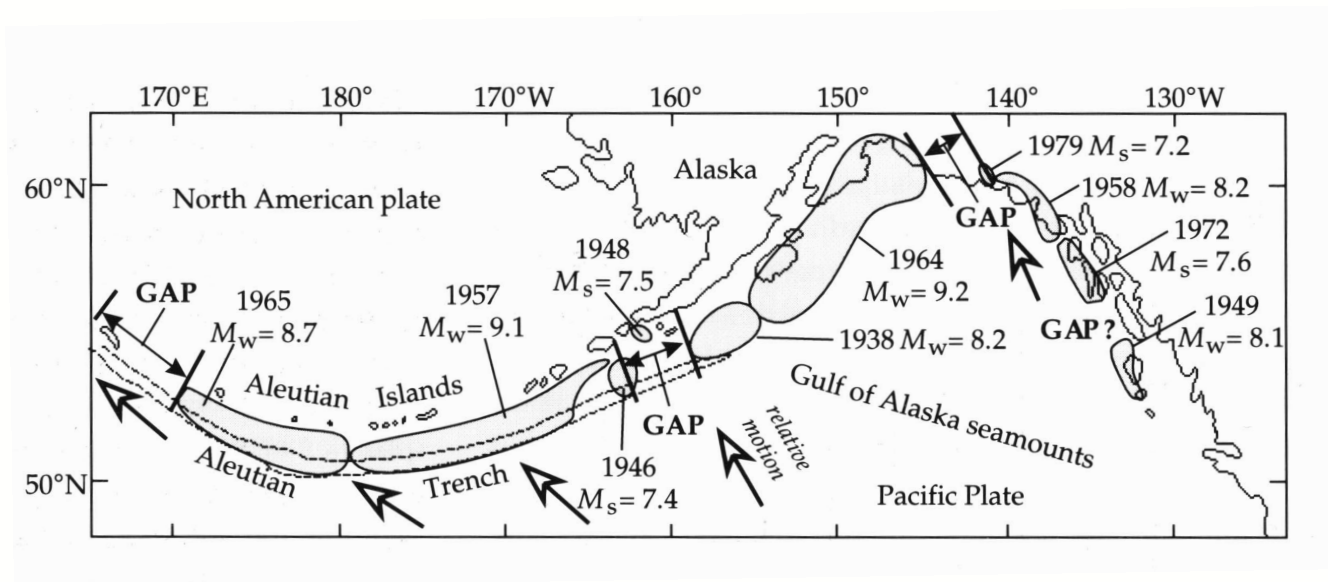 170°E 180° 170°W 160° 150° 140° 130°W
60°N
50°N
North American plate
Alaska
1979 Ms= 7.2
1958 Mw= 8.2
GAP
1972
Ms= 7.6
1948
Ms= 7.5
1964
Mw= 9.2
GAP
1965
Mw= 8.7
1957
Mw= 9.1
GAP ?
1949
Mw= 8.1
1938 Mw= 8.2
Aleutian Islands
Gulf of Alaska seamounts
GAP
relative
motion
Aleutian Trench
1946
Ms= 7.4
Pacific Plate